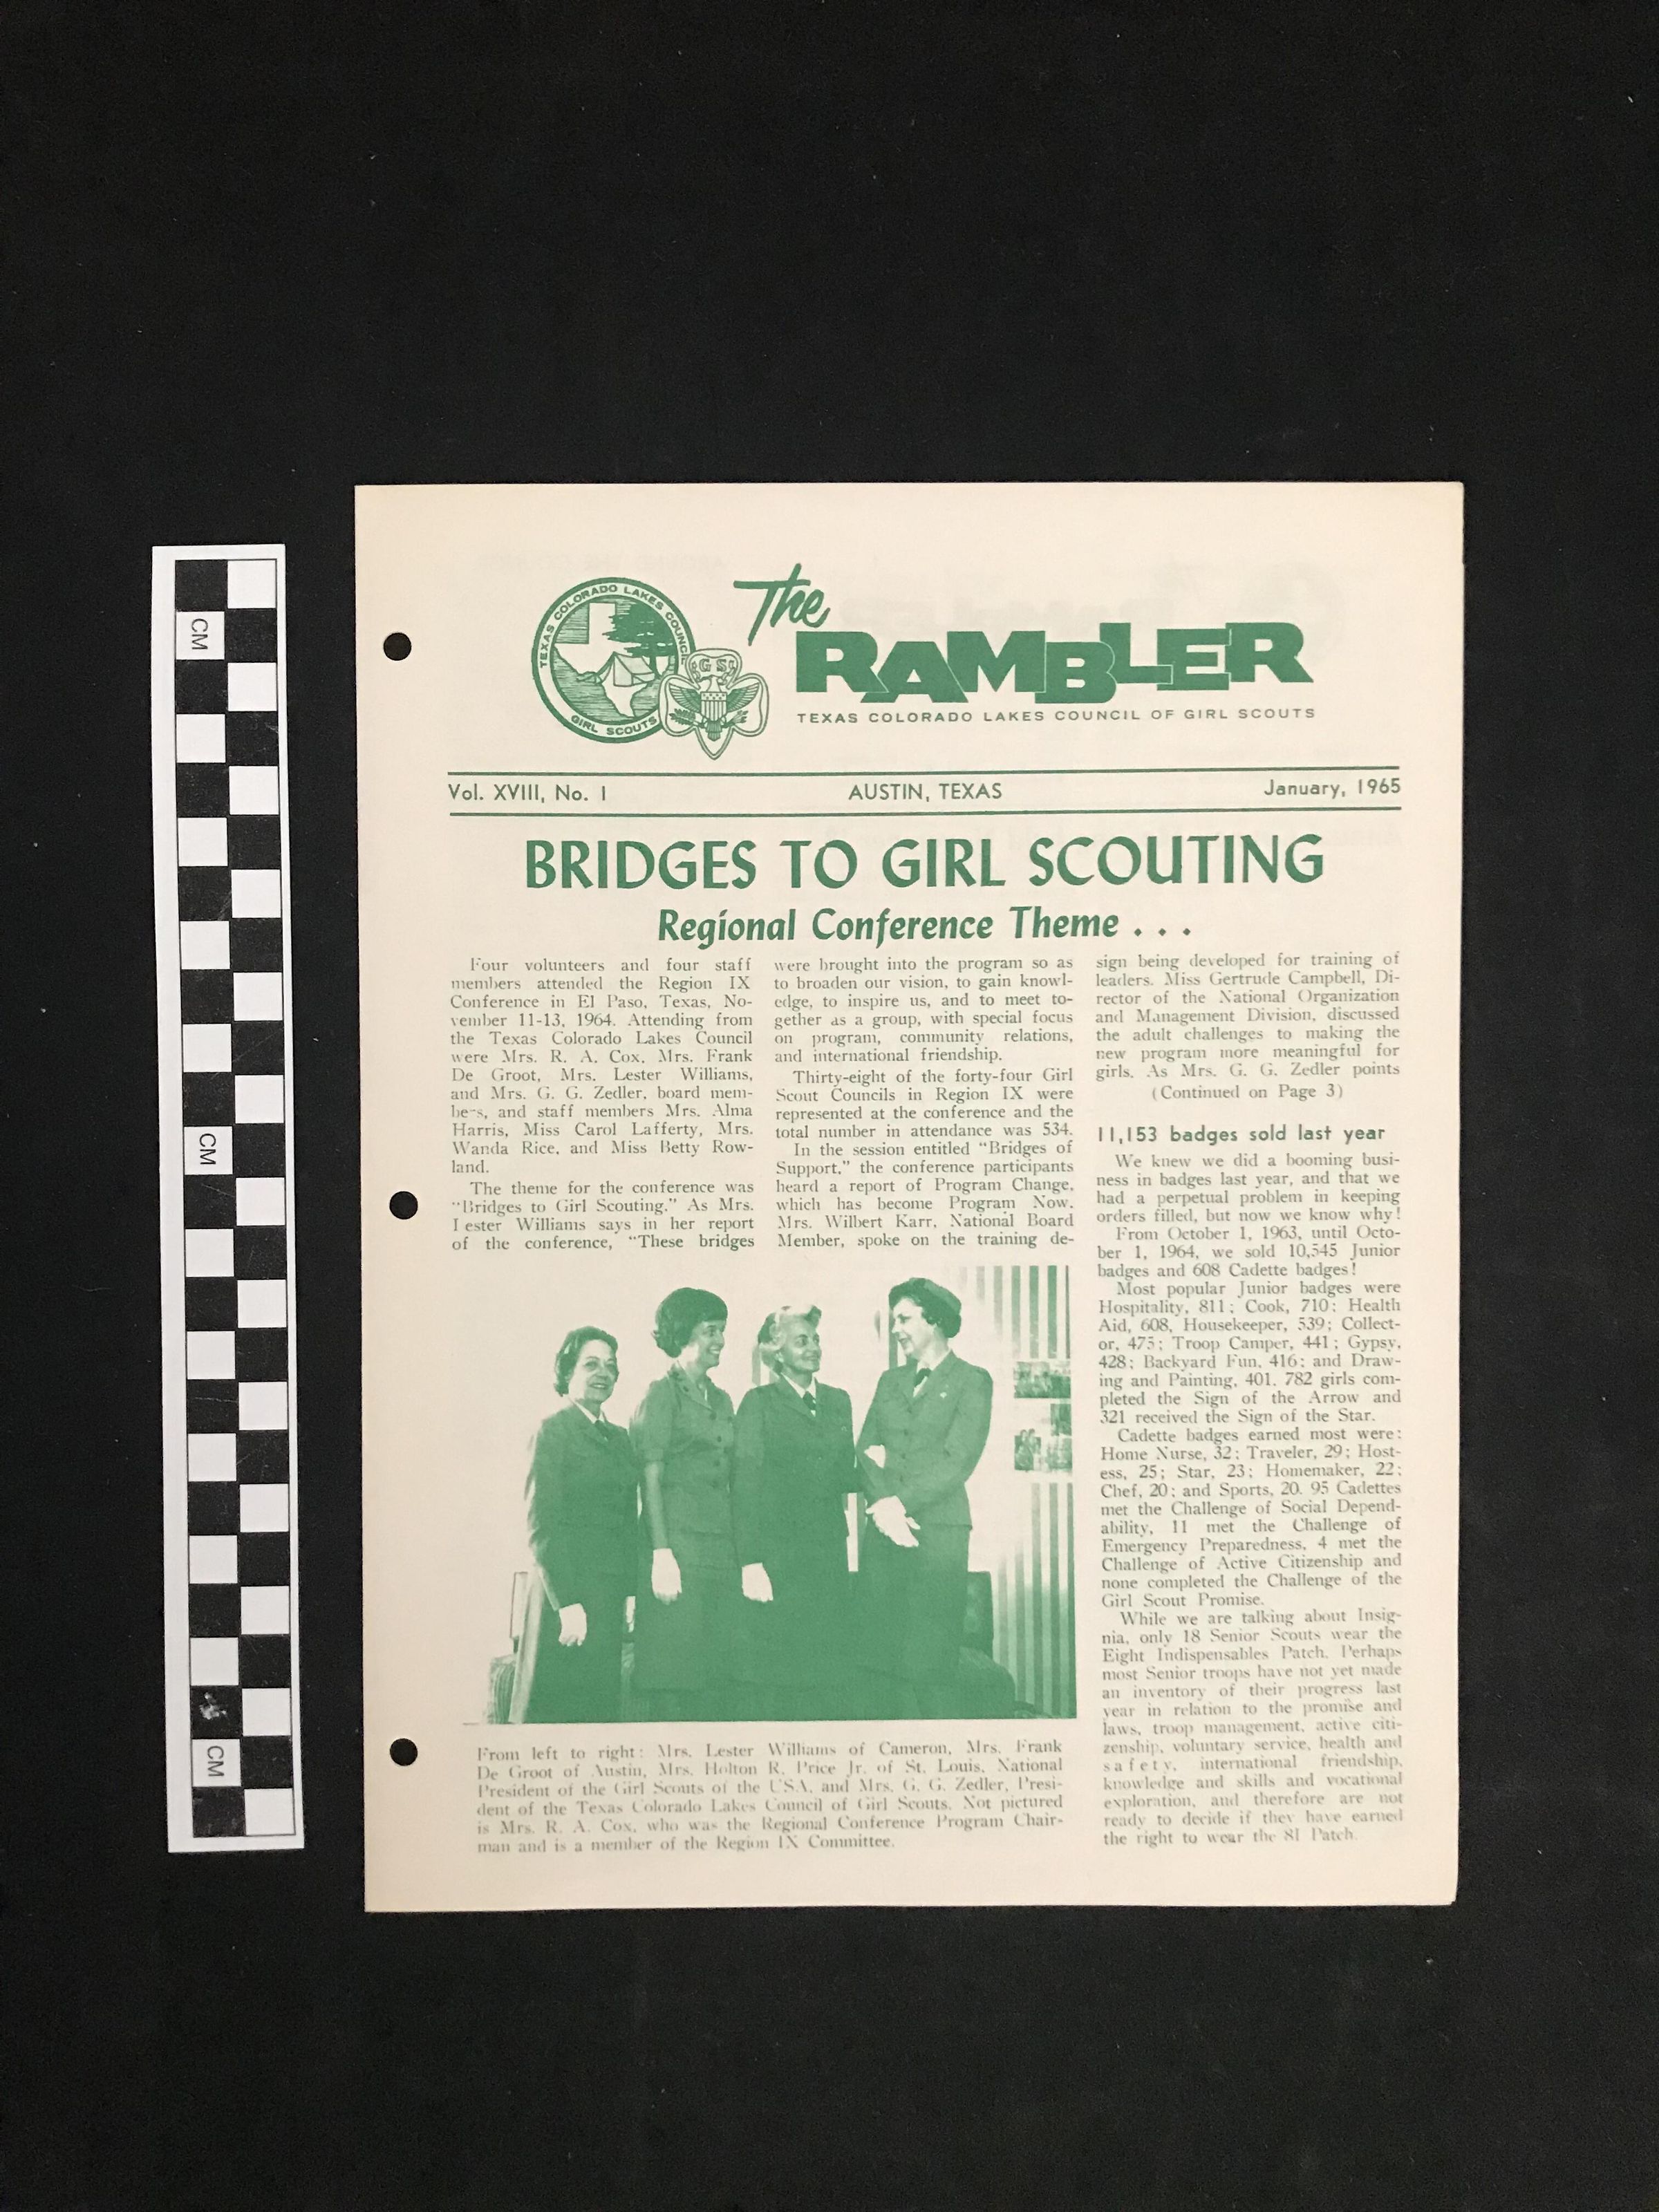 CM
CM
CM
TEXAS COLORADO LAKES COUNCIL
GIRL SCOUTS
GS
The
RAMBLER
TEXAS COLORADO LAKES COUNCIL OF GIRL SCOUTS
Vol. XVIII, No. 1 AUSTIN, TEXAS January, 1965
BRIDGES TO GIRL SCOUTING
Regional Conference Theme . . .
Four volunteers and four staff
members attended the Region IX
Conference in El Paso, Texas, No-
vember 11-13, 1964. Attending from
the Texas Colorado Lakes Council
were Mrs. R. A. Cox, Mrs. Frank
De Groot, Mrs. Lester Williams,
and Mrs. G. G. Zedler, board mem-
bers, and staff members Mrs. Alma
Harris, Miss Carol Lafferty, Mrs.
Wanda Rice, and Miss Betty Row-
land.
The theme for the conference was
"Bridges to Girl Scouting." As Mrs.
Lester Williams says in her report
of the conference, "These bridges
were brought into the program so as
to broaden our vision, to gain knowl-
edge, to inspire us, and to meet to-
gether as a group, with special focus
on program, community relations,
and international friendship.
Thirty-eight of the forty-four Girl
Scout Councils in Region IX were
represented at the conference and the
total number in attendance was 534.
In the session entitled "Bridges of
Support," the conference participants
heard a report of Program Change,
which has become Program Now.
Mrs. Wilbert Karr, National Board
Member, spoke on the training de-
sign being developed for training of
leaders. Miss Gertrude Campbell, Di-
rector of the National Organization
and Management Division, discussed
the adult challenges to making the
new program more meaningful for
girls. As Mrs. G. G. Zedler points
(Continued on Page 3)
11,153 badges sold last year
We knew we did a booming busi-
ness in badges last year, and that we
had a perpetual problem in keeping
orders filled, but now we know why!
From October 1, 1963, until Octo-
ber 1, 1964, we sold 10,545 Junior
badges and 608 Cadette badges!
Most popular Junior badges were
Hospitality, 811; Cook, 710; Health
Aid, 608, Housekeeper, 539; Collect-
or, 475; Troop Camper, 441; Gypsy,
428; Backyard Fun, 416; and Draw-
ing and Painting, 401. 782 girls com-
pleted the Sign of the Arrow and
321 received the Sign of the Star.
Cadette badges earned most were:
Home Nurse, 32; Traveler, 29; Host-
ess, 25; Star, 23; Homemaker, 22;
Chef, 20; and Sports, 20. 95 Cadettes
met the Challenge of Social Depend-
ability, 11 met the Challenge of
Emergency Preparedness, 4 met the
Challenge of Active Citizenship and
none completed the Challenge of the
Girl Scout Promise.
While we are talking about Insig-
nia, only 18 Senior Scouts wear the
Eight Indispensables Patch. Perhaps
most Senior troops have not yet made
an inventory of their progress last
year in relation to the promise and
laws, troop management, active citi-
zenship, voluntary service, health and
safety, international friendship,
knowledge and skills and vocational
exploration, and therefore are not
ready to decide if they have earned
the right to wear the 8I Patch.
From left to right: Mrs. Lester Williams of Cameron, Mrs. Frank
De Groot of Austin, Mrs. Holton R. Price Jr. of St. Louis, National
President of the Girl Scouts of the USA, and Mrs. G. G. Zedler, Presi-
dent of the Texas Colorado Lakes Council of Girl Scouts. Not pictured
is Mrs. R. A. Cox, who was the Regional Conference Program Chair-
man and is a member of the Region IX Committee.